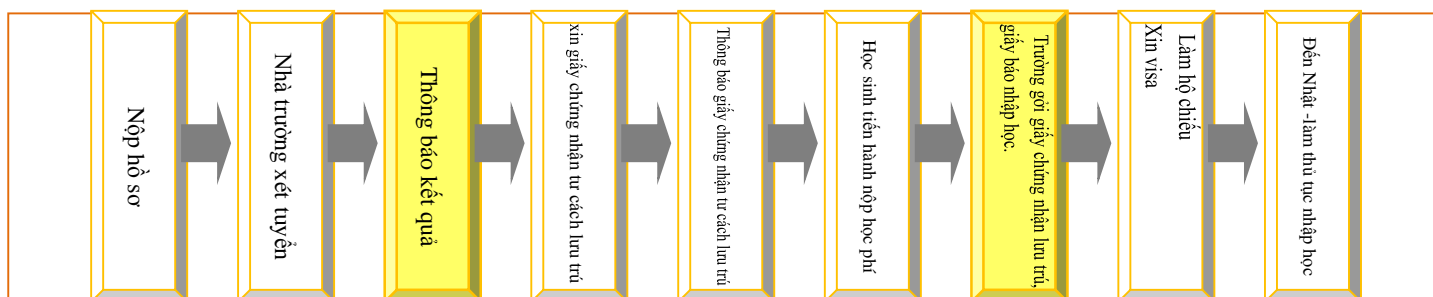 Nộp hồ sơ
Nhà trường xét tuyển
Thông báo kết quả
xin giấy chứng nhận tư cách lưu trú
Thông báo giấy chứng nhận tư cách lưu trú
Học sinh tiến hành nộp học phí
Trường gởi giấy chứng nhận lưu trú,
giấy báo nhập học.
Làm hộ chiếu
Xin visa
Đến Nhật -làm thủ tục nhập học